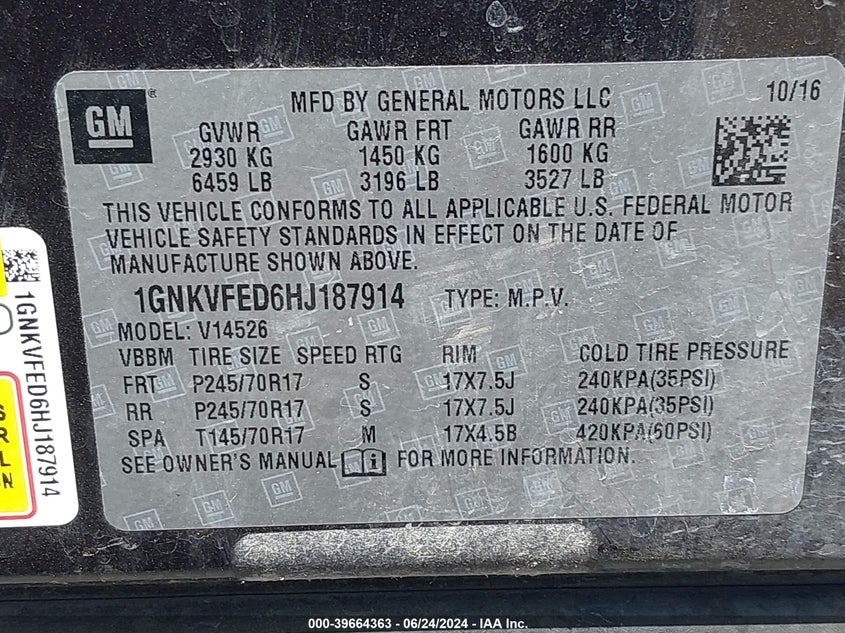 GM ® MFD BY GENERAL MOTORS LLC 10/16
GVWR GAWR FRT GAWR RR
2930 KG 1450 KG 1600 KG
6459 LB 3196 LB 3527 LB
THIS VEHICLE CONFORMS TO ALL APPLICABLE U.S. FEDERAL MOTOR
VEHICLE SAFETY STANDARDS IN EFFECT ON THE DATE OF
MANUFACTURE SHOWN ABOVE.
1GNKVFED6HJ187914 TYPE: M.P.V.
MODEL: V14526
VBBM TIRE SIZE SPEED RTG RIM COLD TIRE PRESSURE
FRT P245/70R17 S 17X7.5J 240KPA(35PSI)
RR P245/70R17 S 17X7.5J 240KPA(35PSI)
SPA T145/70R17 M 17X4.5B 420KPA(60PSI)
SEE OWNER'S MANUAL i FOR MORE INFORMATION.
1GNKVFED6HJ187914
S
R
L
N
000-39664363 - 06/24/2024 - IAA Inc.